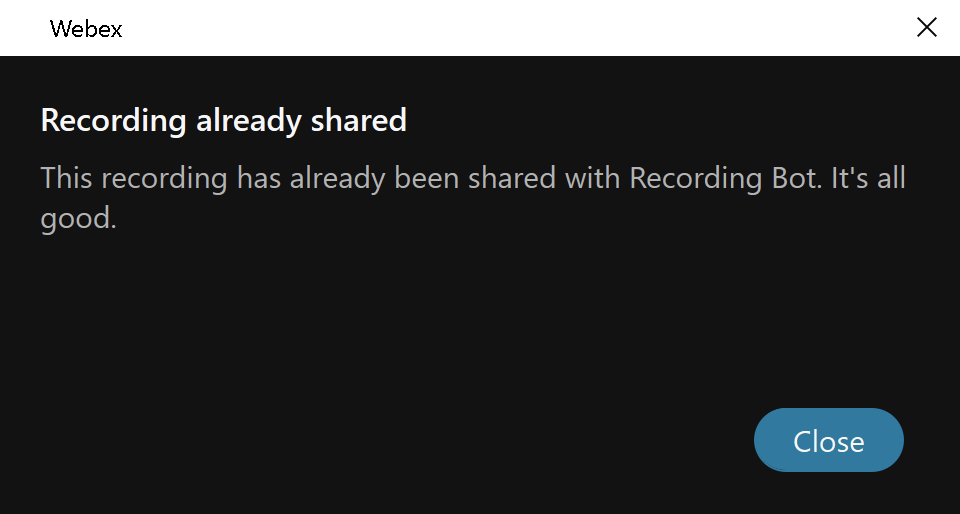 Webex
Recording already shared
This recording has already been shared with Recording Bot. It's all
good.
Close